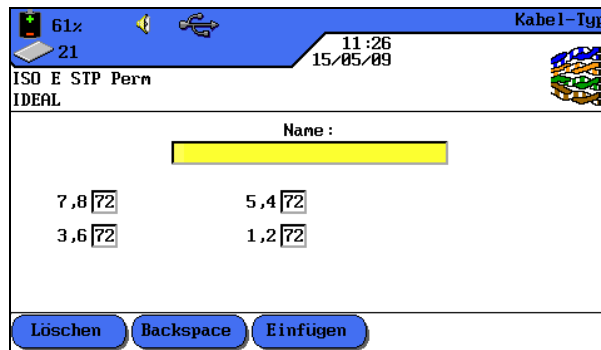 61% Kabel-Typ
21 11:26
15/05/09
ISO E STP Perm
IDEAL
Name:
7,8 72 5,4 72
3,6 72 1,2 72
Löschen Backspace Einfügen